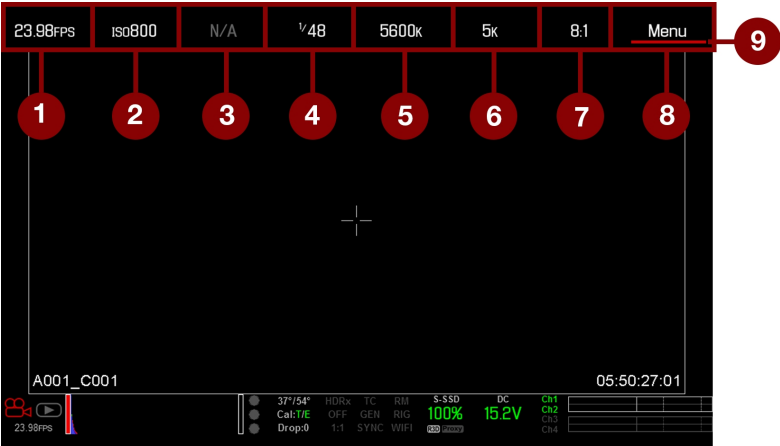 23.98FPS ISO800 N/A 1/48 5600K 5K 8:1 Menu
9
1 2 3 4 5 6 7 8
A001_C001 05:50:27:01
37°/54° HDRx TC RM S-SSD DC Ch1
Cal:T/E OFF GEN RIG 100% 15.2V Ch2
Ch3
23.98FPS Drop:0 1:1 SYNC WIFI R3D Proxy Ch4